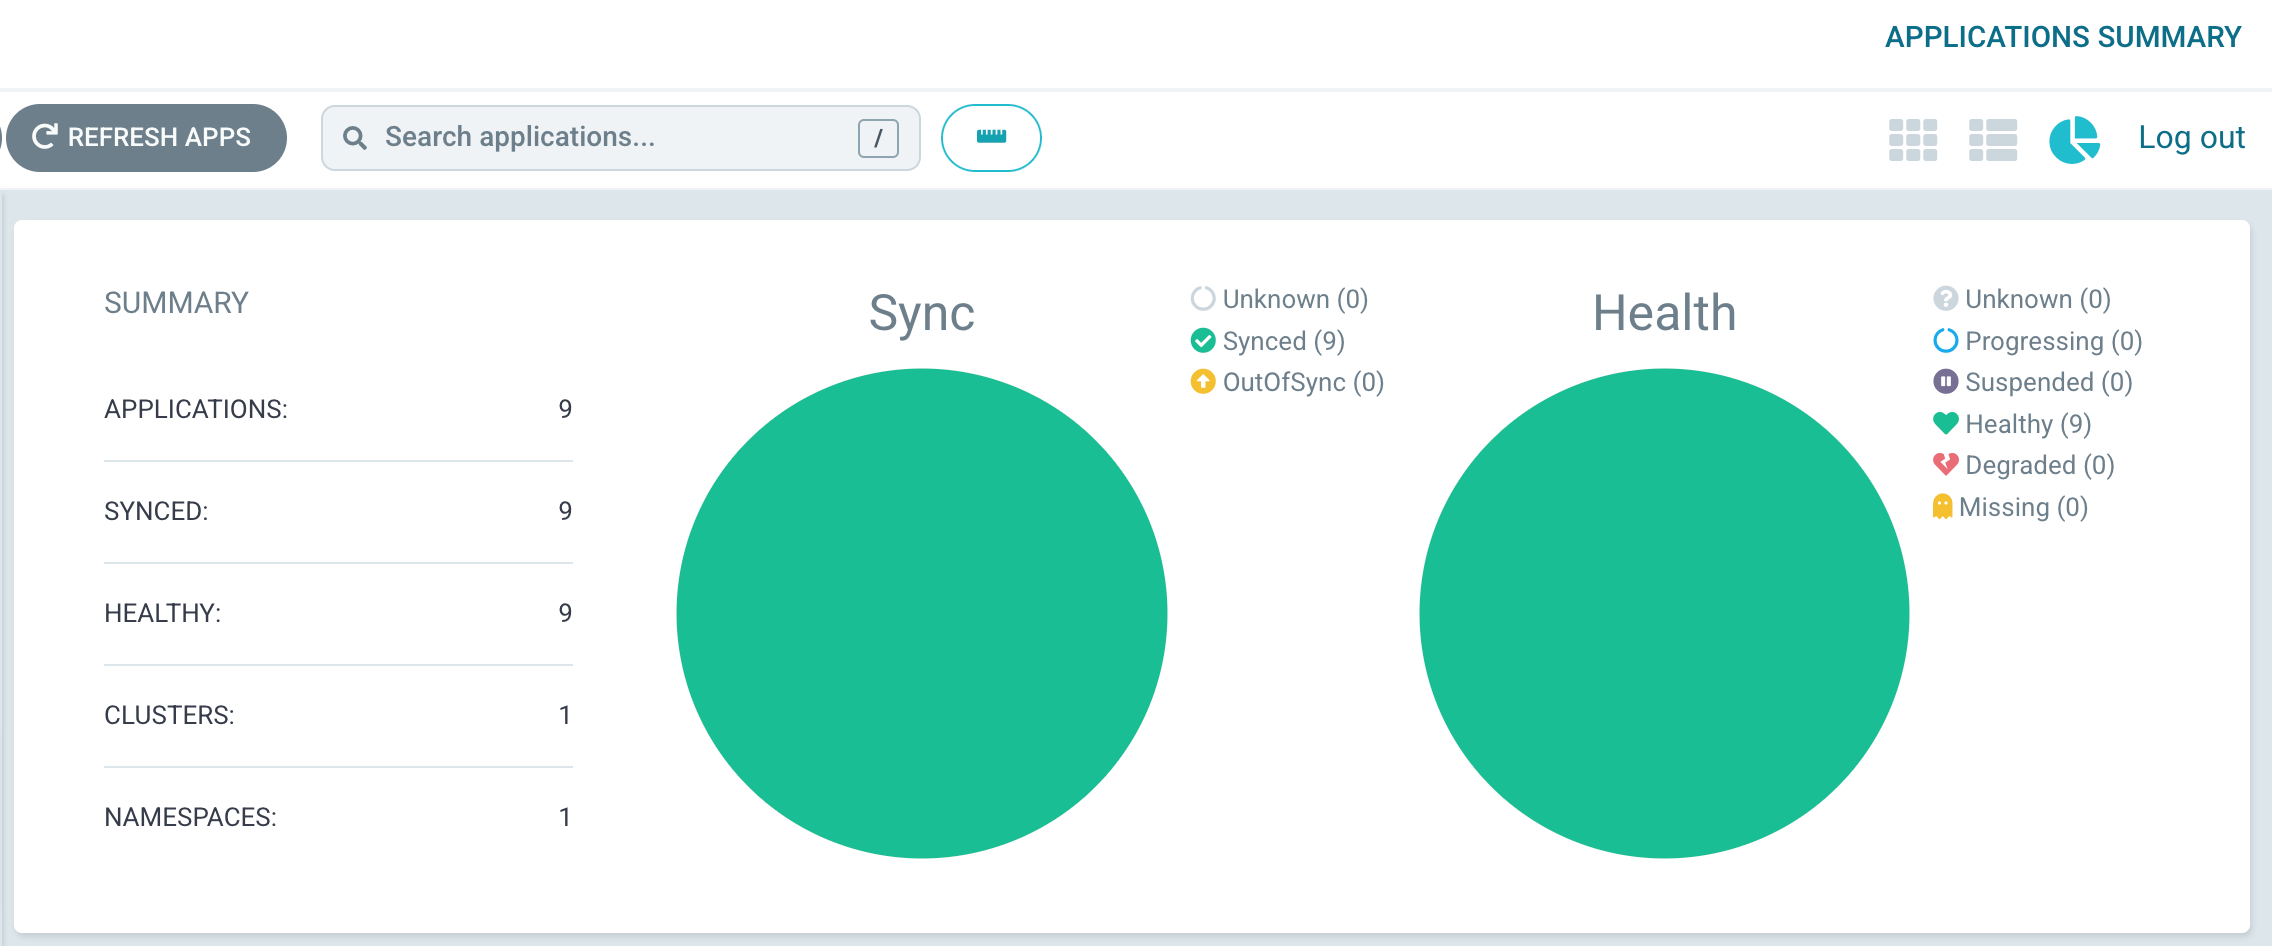 APPLICATIONS SUMMARY
REFRESH APPS
Search applications...
/
Log out
SUMMARY
APPLICATIONS: 9
SYNCED: 9
HEALTHY: 9
CLUSTERS: 1
NAMESPACES: 1
Sync
Unknown (0)
Synced (9)
OutOfSync (0)
Health
Unknown (0)
Progressing (0)
Suspended (0)
Healthy (9)
Degraded (0)
Missing (0)